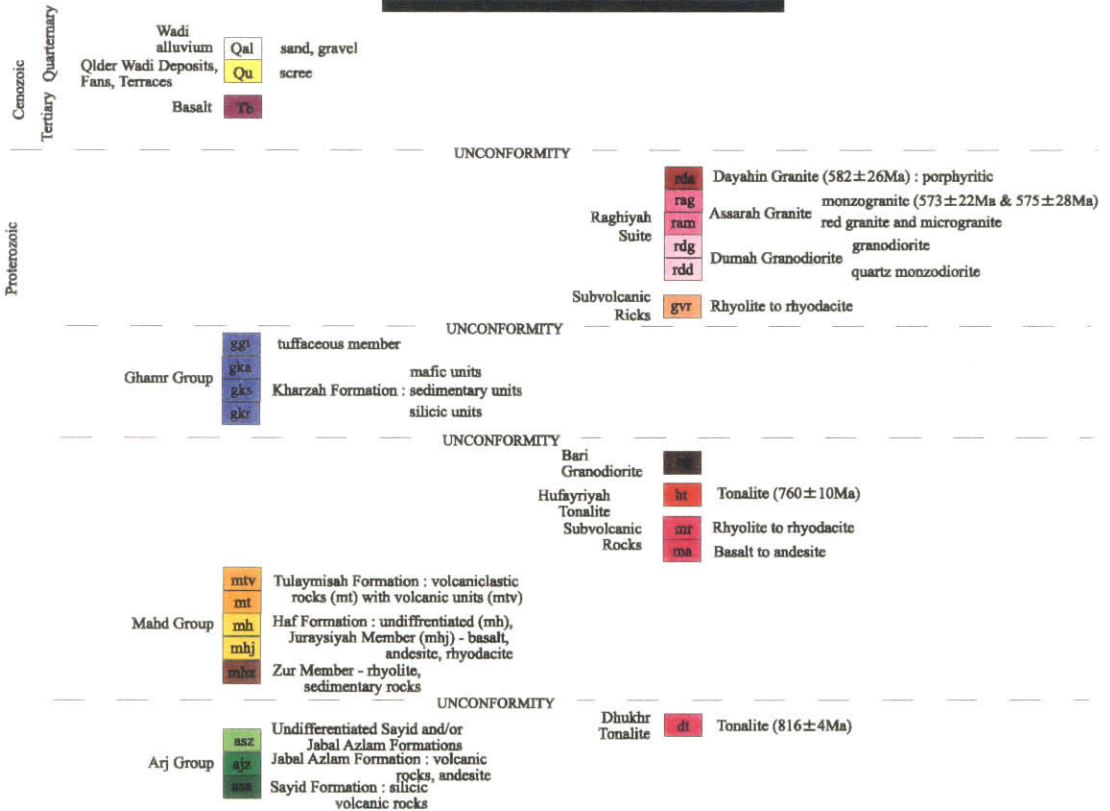 Cenozoic
Tertiary Quarternary
Wadi
alluvium Qal sand, gravel
Qlder Wadi Deposits,
Fans, Terraces Qu scree
Basalt Tb
UNCONFORMITY
Proterozoic
rda Dayahin Granite (582±26Ma) : porphyritic
rag monzogranite (573±22Ma & 575±28Ma)
Assarah Granite
ram red granite and microgranite
Raghiyah
Suite
rdg granodiorite
Dumah Granodiorite
rdd quartz monzodiorite
Subvolcanic
Ricks gvr Rhyolite to rhyodacite
UNCONFORMITY
Ghamr Group
ggt tuffaceous member
gka mafic units
gks Kharzah Formation : sedimentary units
gkr silicic units
UNCONFORMITY
Bari
Granodiorite
Hufayriyah
Tonalite ht Tonalite (760±10Ma)
Subvolcanic
Rocks
mr Rhyolite to rhyodacite
ma Basalt to andesite
Mahd Group
mtv Tulaymisah Formation : volcaniclastic
mt rocks (mt) with volcanic units (mtv)
mh Haf Formation : undiffrentiated (mh),
mhj Juraysiyah Member (mhj) - basalt,
andesite, rhyodacite
mhz Zur Member - rhyolite,
sedimentary rocks
UNCONFORMITY
Dhukhr
Tonalite dt Tonalite (816±4Ma)
Arj Group
asz Undifferentiated Sayid and/or
Jabal Azlam Formations
ajz Jabal Azlam Formation : volcanic
rocks, andesite
asa Sayid Formation : silicic
volcanic rocks